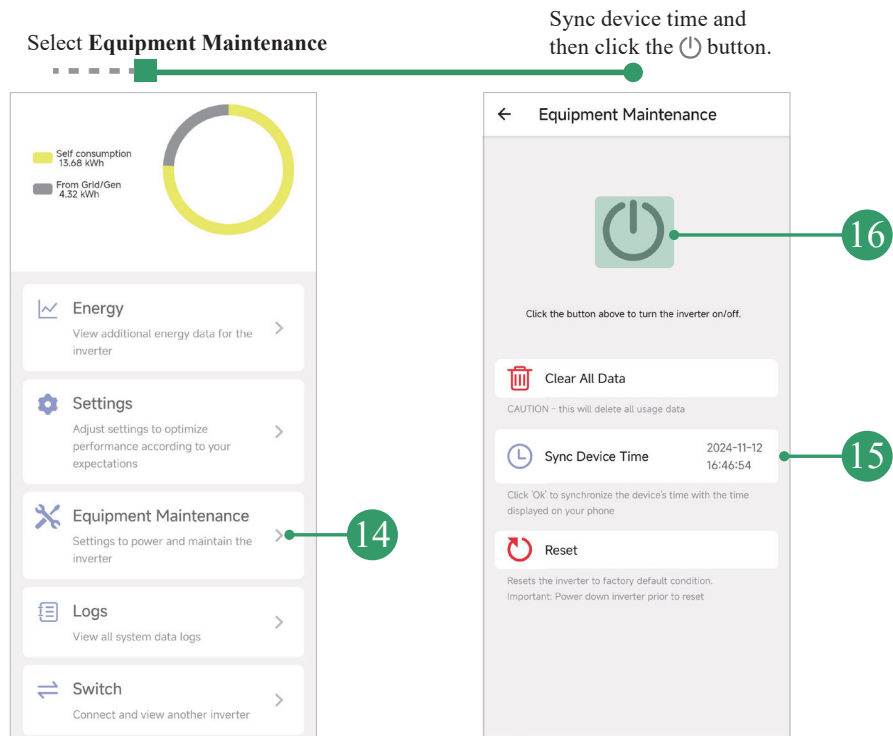 Select Equipment Maintenance
Sync device time and
then click the button.
Self consumption
13.68 kWh
From Grid/Gen
4.32 kWh
Energy
View additional energy data for the
inverter
Settings
Adjust settings to optimize
performance according to your
expectations
Equipment Maintenance
Settings to power and maintain the
inverter
14
Logs
View all system data logs
Switch
Connect and view another inverter
Equipment Maintenance
16
Click the button above to turn the inverter on/off.
Clear All Data
CAUTION - this will delete all usage data
Sync Device Time
2024-11-12
16:46:54
15
Click 'Ok' to synchronize the device's time with the time
displayed on your phone
Reset
Resets the inverter to factory default condition.
Important: Power down inverter prior to reset